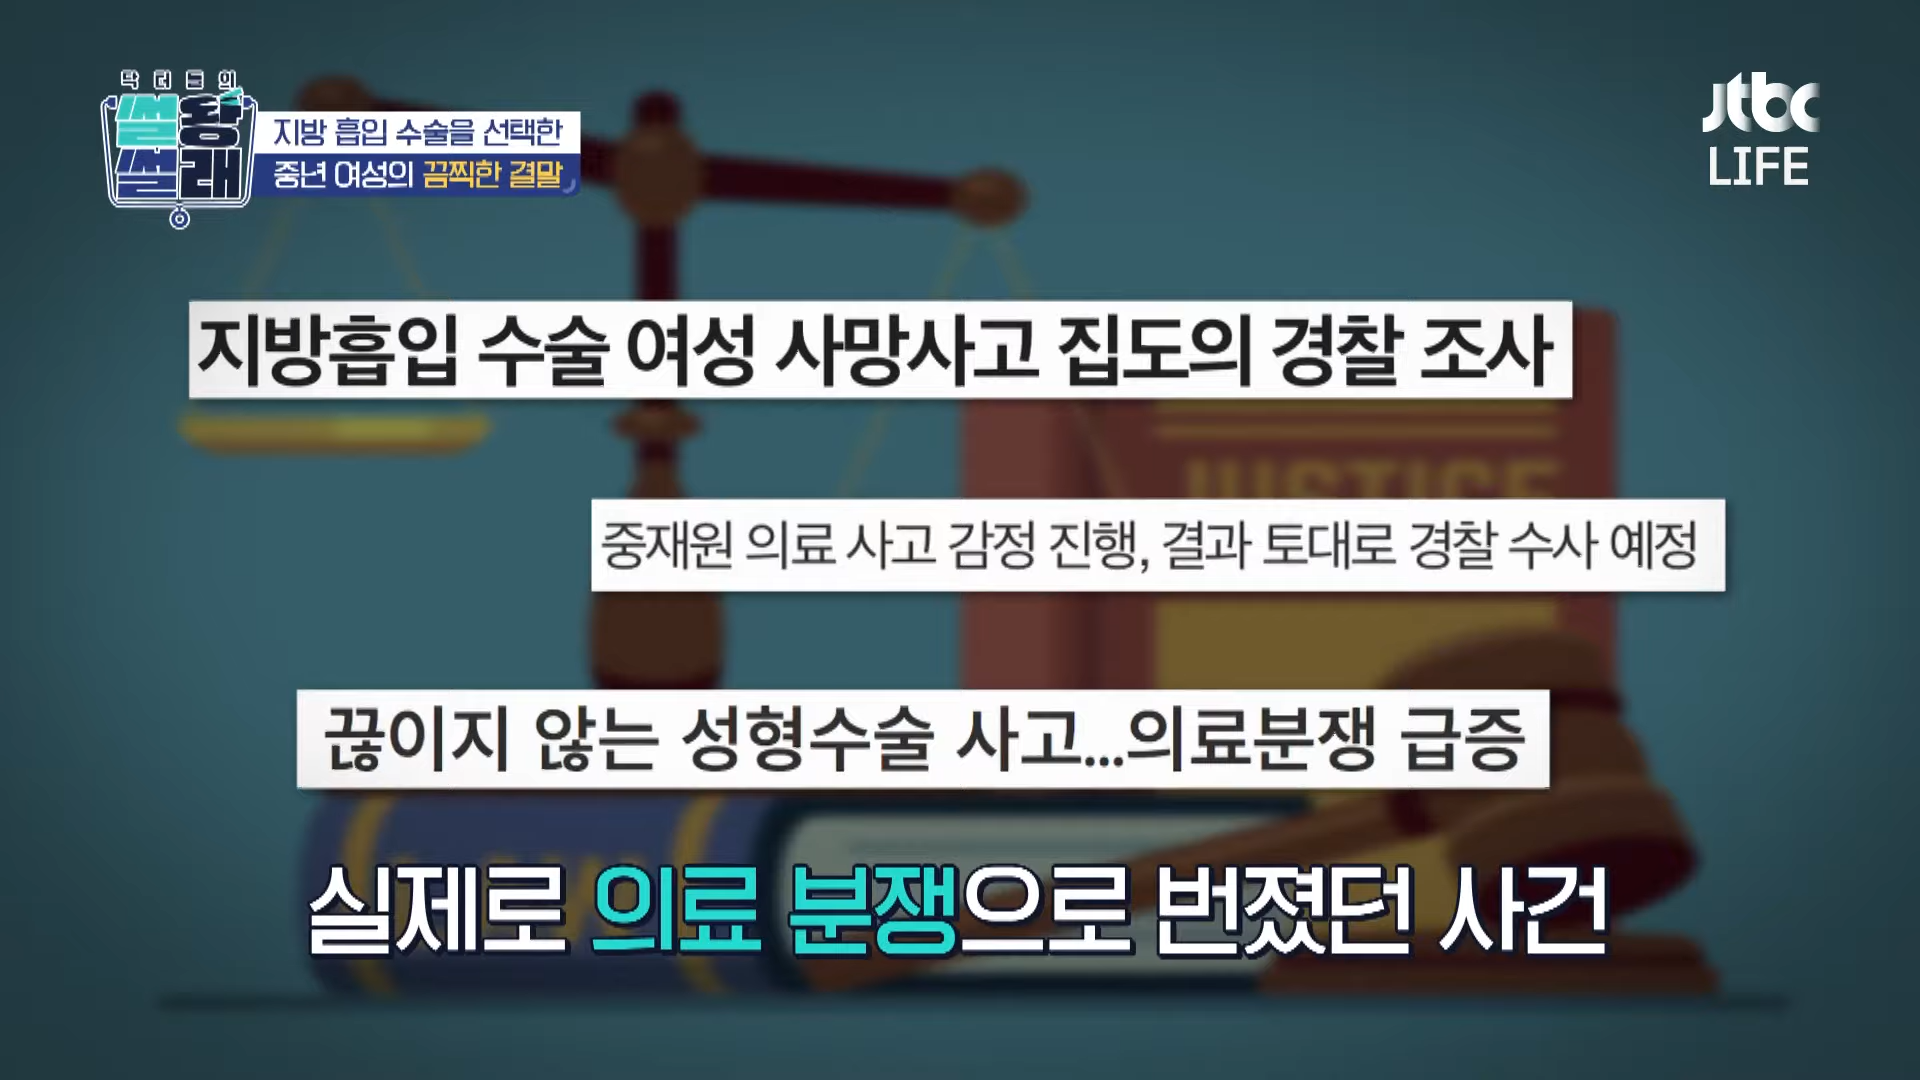 닥터들의
썰왕
썰래
지방 흡입 수술을 선택한
중년 여성의 끔찍한 결말
jtbc
LIFE
지방흡입 수술 여성 사망사고 집도의 경찰 조사
JUSTICE
중재원 의료 사고 감정 진행, 결과 토대로 경찰 수사 예정
끊이지 않는 성형수술 사고...의료분쟁 급증
실제로 의료 분쟁으로 번졌던 사건